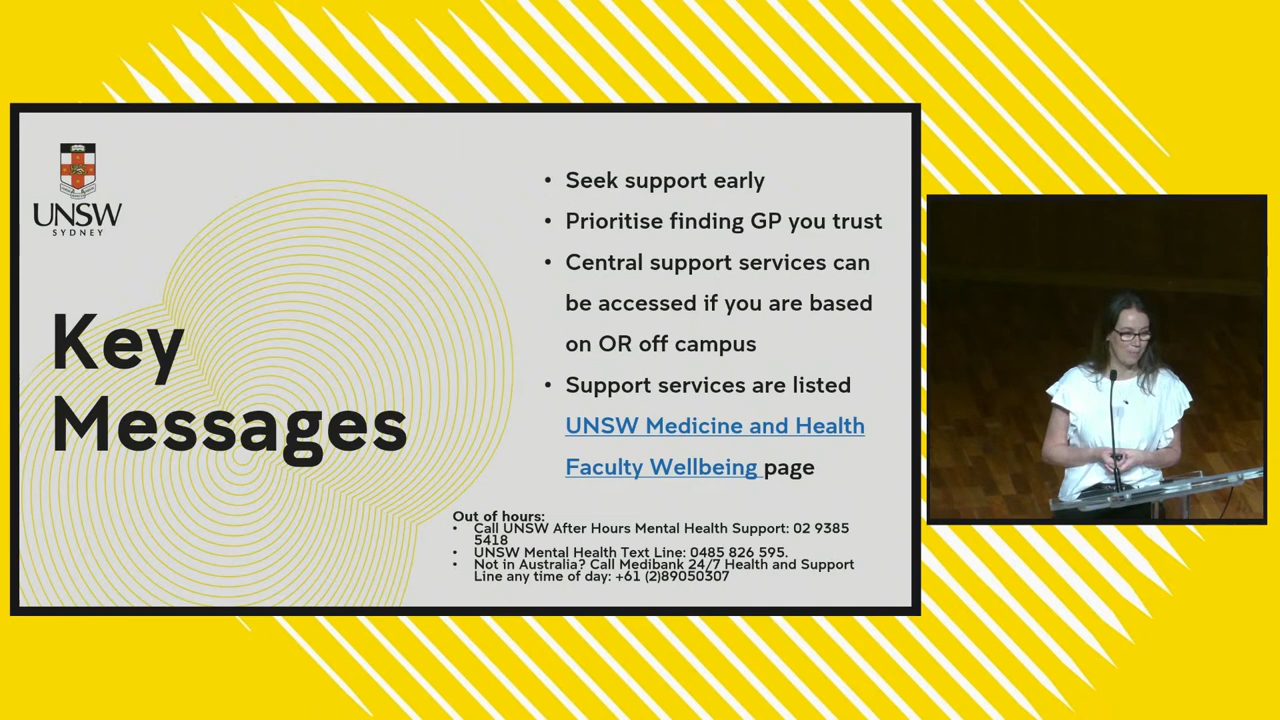 UNSW
SYDNEY
Key
Messages
• Seek support early
• Prioritise finding GP you trust
• Central support services can
be accessed if you are based
on OR off campus
• Support services are listed
UNSW Medicine and Health
Faculty Wellbeing page
Out of hours:
• Call UNSW After Hours Mental Health Support: 02 9385
5418
• UNSW Mental Health Text Line: 0485 826 595.
• Not in Australia? Call Medibank 24/7 Health and Support
Line any time of day: +61 (2)89050307